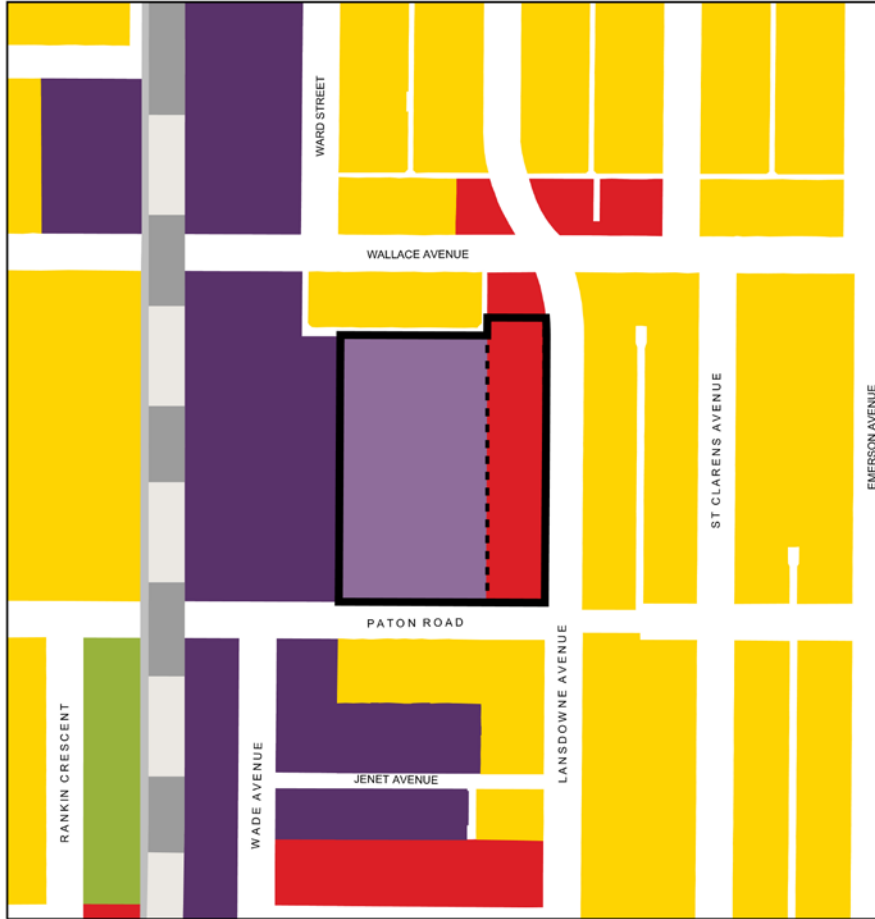 WARD STREET
WALLACE AVENUE
ST CLARENS AVENUE
EMERSON AVENUE
PATON ROAD
LANSDOWNE AVENUE
RANKIN CRESCENT
WADE AVENUE
JENET AVENUE